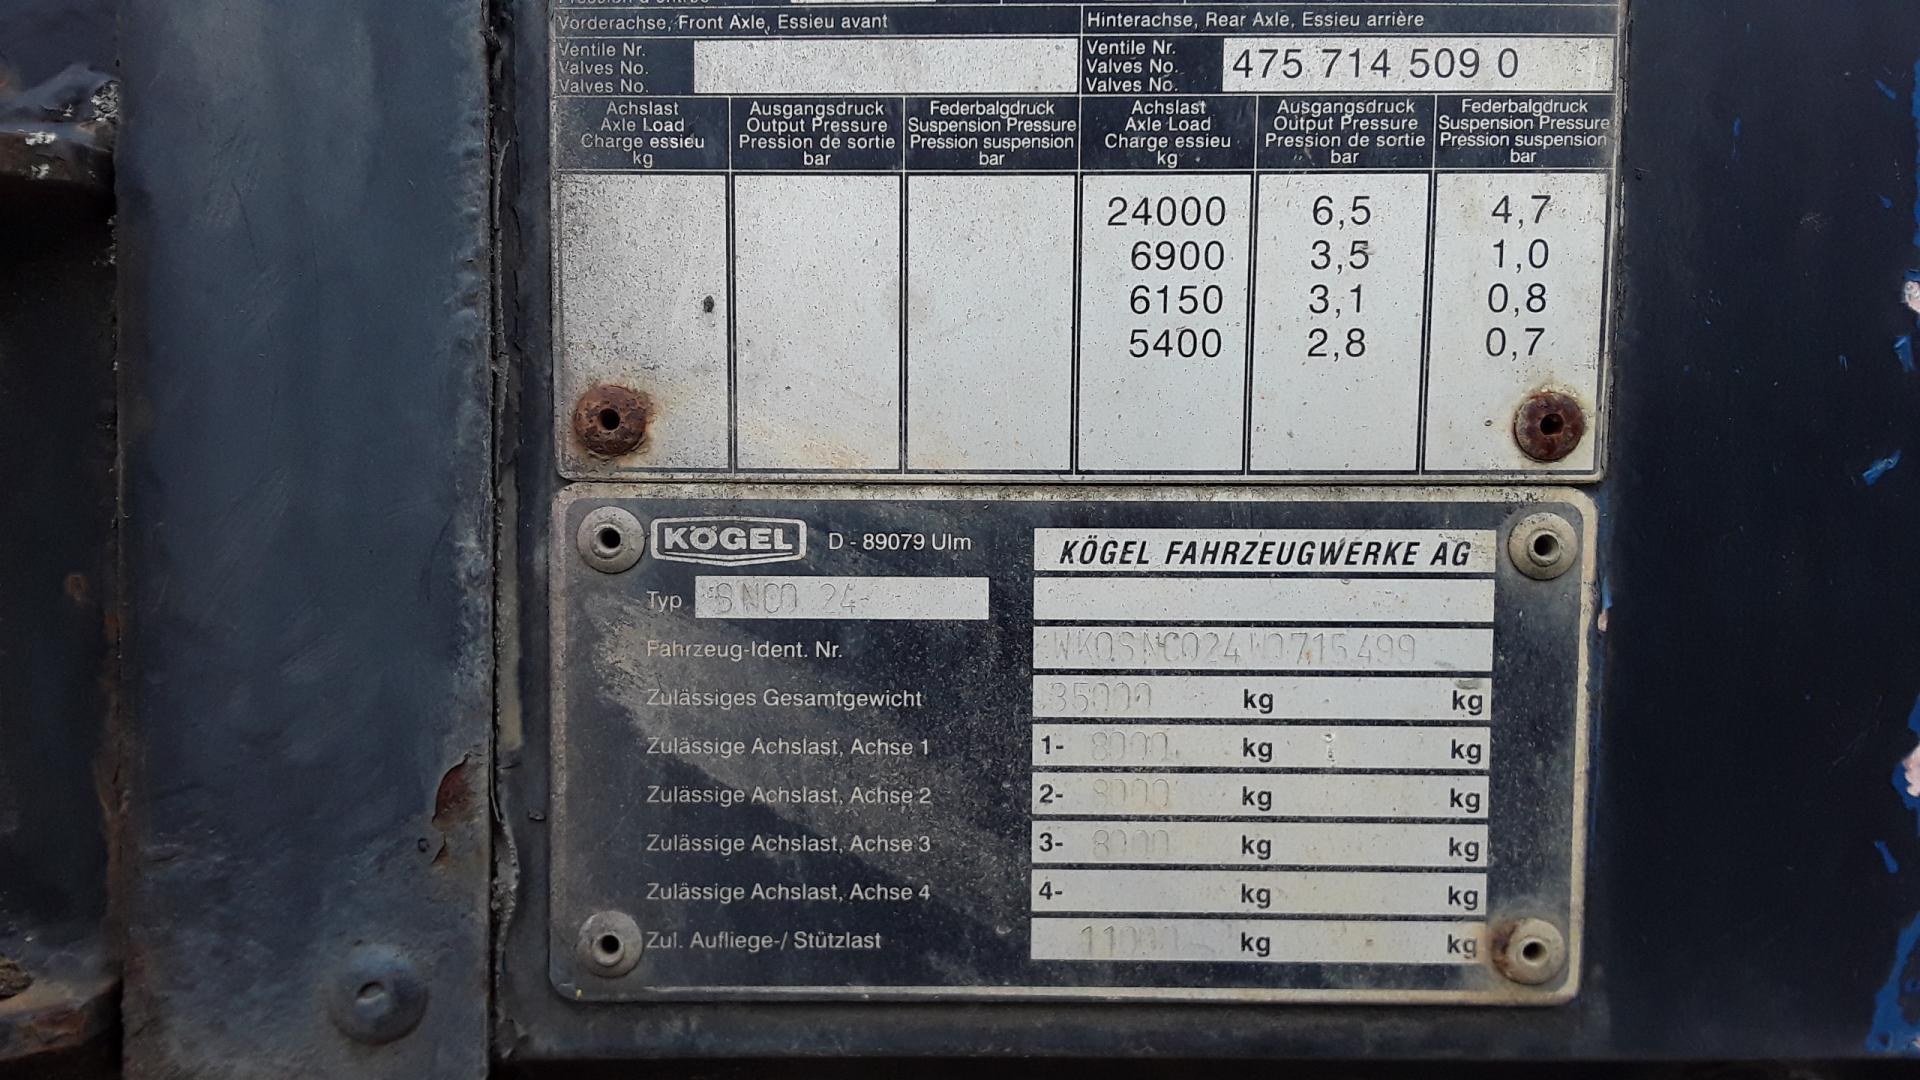 Vorderachse, Front Axle, Essieu avant
Hinterachse, Rear Axle, Essieu arrière
Ventile Nr.
Valves No.
Valves No.
Ventile Nr.
Valves No.
Valves No.
475 714 509 0
Achslast
Axle Load
Charge essieu
kg
Ausgangsdruck
Output Pressure
Pression de sortie
bar
Federbalgdruck
Suspension Pressure
Pression suspension
bar
Achslast
Axle Load
Charge essieu
kg
Ausgangsdruck
Output Pressure
Pression de sortie
bar
Federbalgdruck
Suspension Pressure
Pression suspension
bar
24000 6,5 4,7
6900 3,5 1,0
6150 3,1 0,8
5400 2,8 0,7
KÖGEL D - 89079 Ulm KÖGEL FAHRZEUGWERKE AG
Typ SNCO 24
Fahrzeug-Ident. Nr. WK0SNC024W0715499
Zulässiges Gesamtgewicht 35000 kg kg
Zulässige Achslast, Achse 1 1- 8000 kg kg
Zulässige Achslast, Achse 2 2- 8000 kg kg
Zulässige Achslast, Achse 3 3- 8000 kg kg
Zulässige Achslast, Achse 4 4- kg kg
Zul. Aufliege-/ Stützlast 11000 kg kg